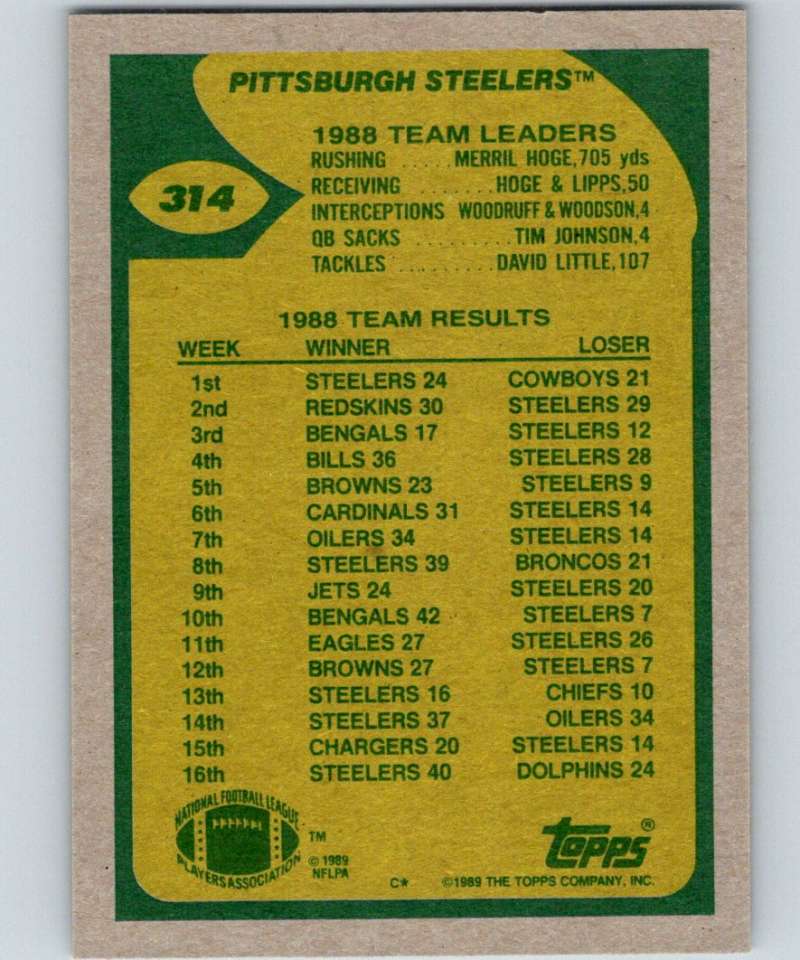 PITTSBURGH STEELERS™
314
1988 TEAM LEADERS
RUSHING ..... MERRIL HOGE, 705 yds
RECEIVING ....... HOGE & LIPPS, 50
INTERCEPTIONS WOODRUFF & WOODSON, 4
QB SACKS .......... TIM JOHNSON, 4
TACKLES ......... DAVID LITTLE, 107
1988 TEAM RESULTS
WEEK WINNER LOSER
1st STEELERS 24 COWBOYS 21
2nd REDSKINS 30 STEELERS 29
3rd BENGALS 17 STEELERS 12
4th BILLS 36 STEELERS 28
5th BROWNS 23 STEELERS 9
6th CARDINALS 31 STEELERS 14
7th OILERS 34 STEELERS 14
8th STEELERS 39 BRONCOS 21
9th JETS 24 STEELERS 20
10th BENGALS 42 STEELERS 7
11th EAGLES 27 STEELERS 26
12th BROWNS 27 STEELERS 7
13th STEELERS 16 CHIEFS 10
14th STEELERS 37 OILERS 34
15th CHARGERS 20 STEELERS 14
16th STEELERS 40 DOLPHINS 24
NATIONAL FOOTBALL LEAGUE
PLAYERS ASSOCIATION
™
© 1989
NFLPA
topps®
C* ©1989 THE TOPPS COMPANY, INC.